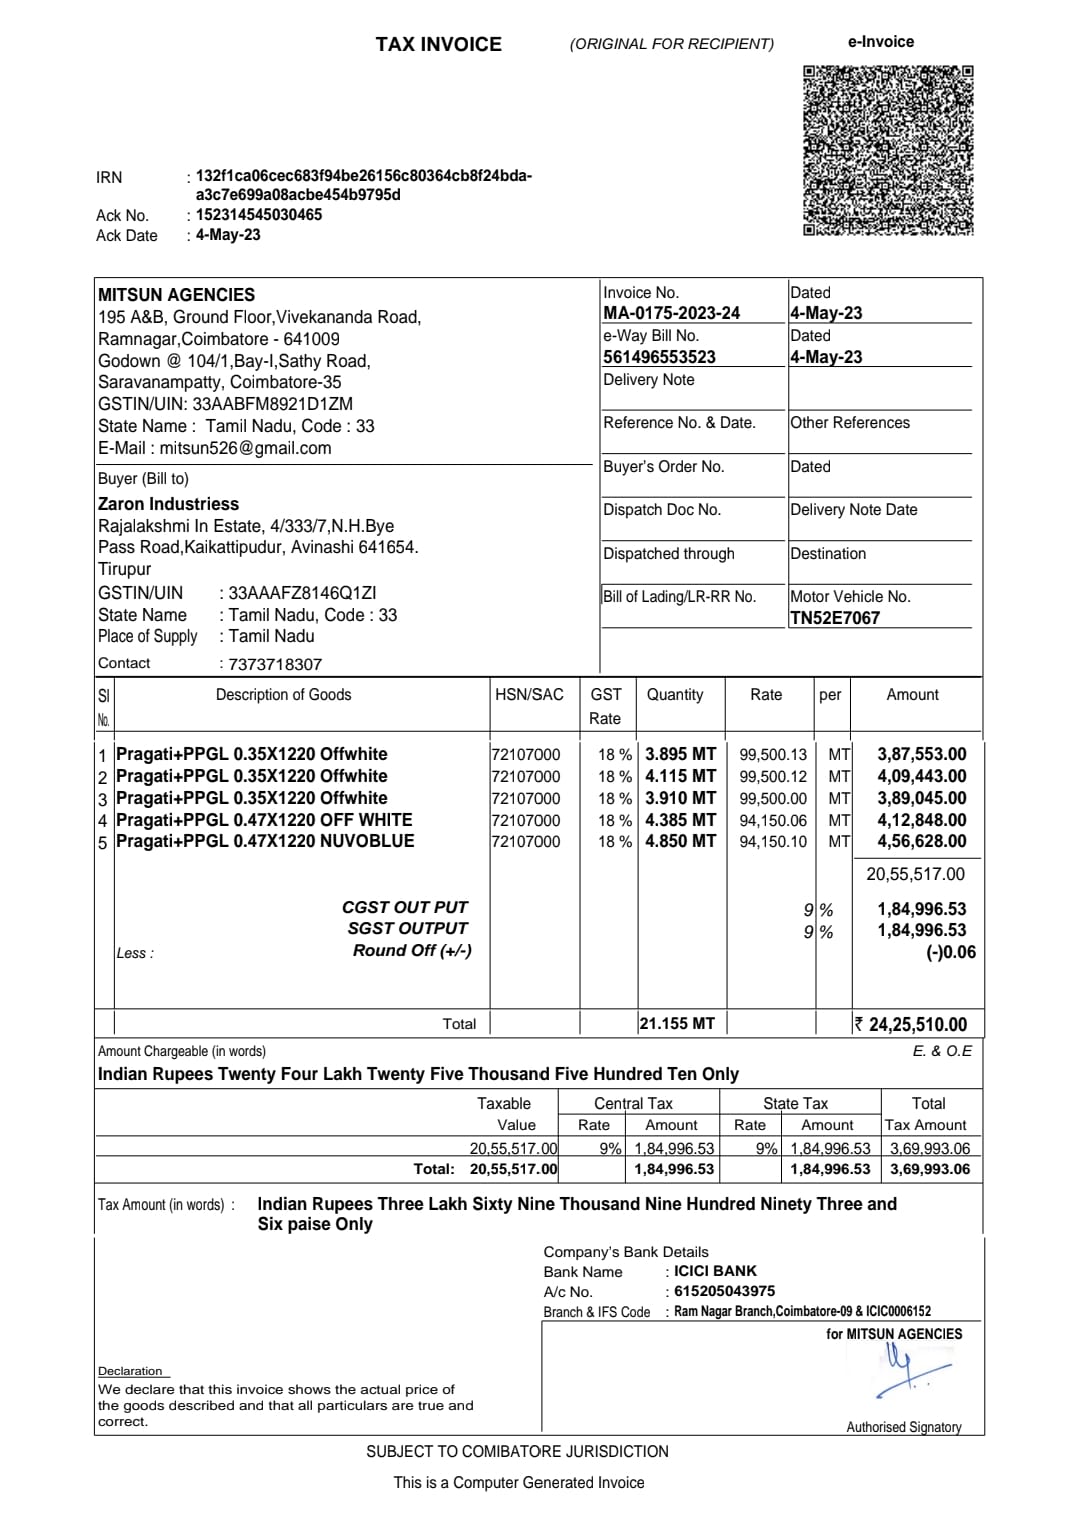 TAX INVOICE (ORIGINAL FOR RECIPIENT) e-Invoice
IRN : 132f1ca06cec683f94be26156c80364cb8f24bda-
a3c7e699a08acbe454b9795d
Ack No. : 152314545030465
Ack Date : 4-May-23
MITSUN AGENCIES
195 A&B, Ground Floor,Vivekananda Road,
Ramnagar,Coimbatore - 641009
Godown @ 104/1,Bay-I,Sathy Road,
Saravanampatty, Coimbatore-35
GSTIN/UIN: 33AABFM8921D1ZM
State Name : Tamil Nadu, Code : 33
E-Mail : mitsun526@gmail.com
Invoice No. Dated
MA-0175-2023-24 4-May-23
e-Way Bill No. Dated
561496553523 4-May-23
Delivery Note
Reference No. & Date. Other References
Buyer's Order No. Dated
Dispatch Doc No. Delivery Note Date
Dispatched through Destination
Bill of Lading/LR-RR No. Motor Vehicle No.
TN52E7067
Buyer (Bill to)
Zaron Industriess
Rajalakshmi In Estate, 4/333/7,N.H.Bye
Pass Road,Kaikattipudur, Avinashi 641654.
Tirupur
GSTIN/UIN : 33AAAFZ8146Q1ZI
State Name : Tamil Nadu, Code : 33
Place of Supply : Tamil Nadu
Contact : 7373718307
Sl Description of Goods HSN/SAC GST Quantity Rate per Amount
No. Rate
1 Pragati+PPGL 0.35X1220 Offwhite 72107000 18 % 3.895 MT 99,500.13 MT 3,87,553.00
2 Pragati+PPGL 0.35X1220 Offwhite 72107000 18 % 4.115 MT 99,500.12 MT 4,09,443.00
3 Pragati+PPGL 0.35X1220 Offwhite 72107000 18 % 3.910 MT 99,500.00 MT 3,89,045.00
4 Pragati+PPGL 0.47X1220 OFF WHITE 72107000 18 % 4.385 MT 94,150.06 MT 4,12,848.00
5 Pragati+PPGL 0.47X1220 NUVOBLUE 72107000 18 % 4.850 MT 94,150.10 MT 4,56,628.00
20,55,517.00
CGST OUT PUT 9 % 1,84,996.53
SGST OUTPUT 9 % 1,84,996.53
Less : Round Off (+/-) (-)0.06
Total 21.155 MT ₹ 24,25,510.00
Amount Chargeable (in words) E. & O.E
Indian Rupees Twenty Four Lakh Twenty Five Thousand Five Hundred Ten Only
Taxable Central Tax State Tax Total
Value Rate Amount Rate Amount Tax Amount
20,55,517.00 9% 1,84,996.53 9% 1,84,996.53 3,69,993.06
Total: 20,55,517.00 1,84,996.53 1,84,996.53 3,69,993.06
Tax Amount (in words) : Indian Rupees Three Lakh Sixty Nine Thousand Nine Hundred Ninety Three and
Six paise Only
Company's Bank Details
Bank Name : ICICI BANK
A/c No. : 615205043975
Branch & IFS Code : Ram Nagar Branch,Coimbatore-09 & ICIC0006152
for MITSUN AGENCIES
Declaration
We declare that this invoice shows the actual price of
the goods described and that all particulars are true and
correct.
Authorised Signatory
SUBJECT TO COMIBATORE JURISDICTION
This is a Computer Generated Invoice